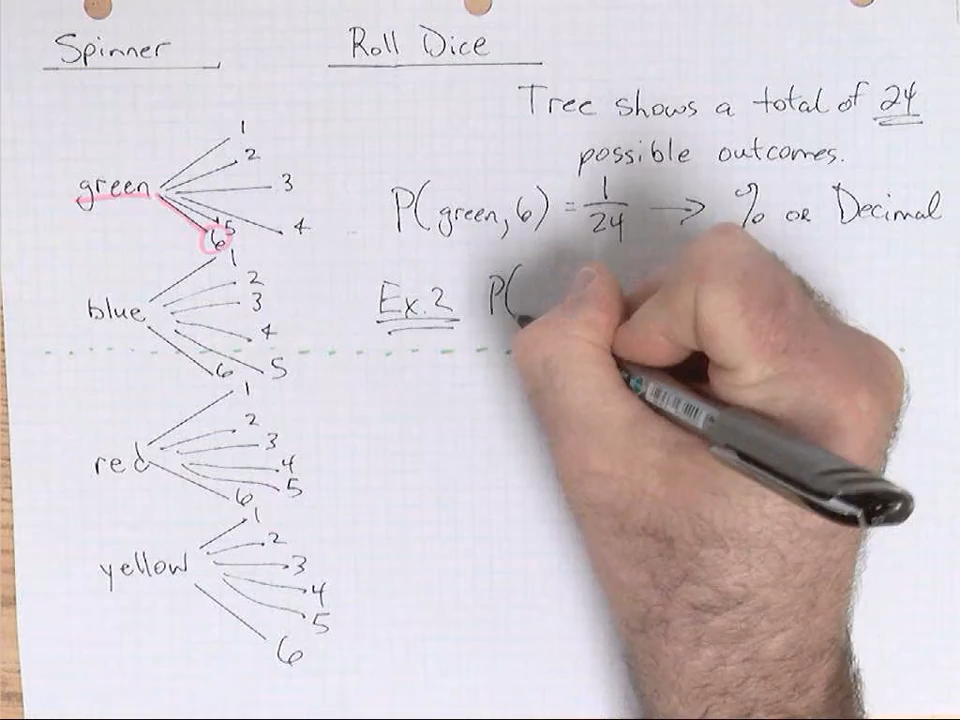 Spinner
Roll Dice
Tree shows a total of 24
possible outcomes.
P(green, 6) = 1/24 → % or Decimal
Ex. 2 P(
green
1
2
3
4
5
6
blue
1
2
3
4
5
6
red
1
2
3
4
5
6
yellow
1
2
3
4
5
6